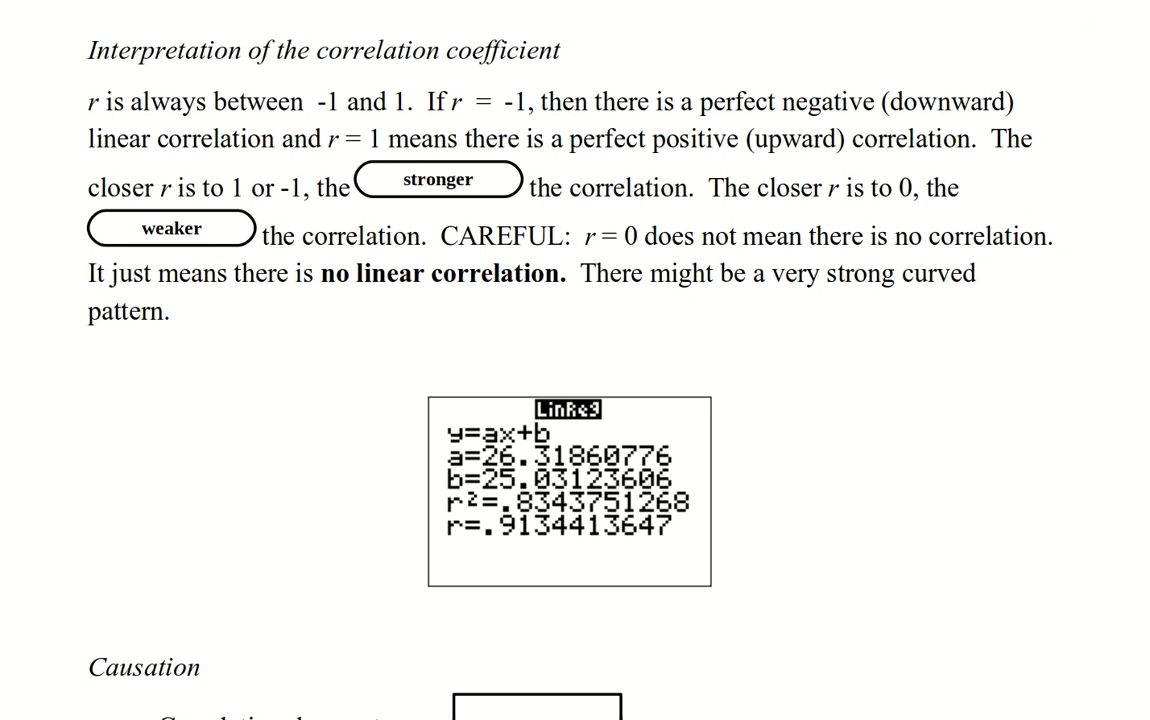 Interpretation of the correlation coefficient
r is always between -1 and 1. If r = -1, then there is a perfect negative (downward)
linear correlation and r = 1 means there is a perfect positive (upward) correlation. The
closer r is to 1 or -1, the stronger the correlation. The closer r is to 0, the
weaker the correlation. CAREFUL: r = 0 does not mean there is no correlation.
It just means there is no linear correlation. There might be a very strong curved
pattern.
LinReg
y=ax+b
a=26.31860776
b=25.03123606
r²=.8343751268
r=.9134413647
Causation